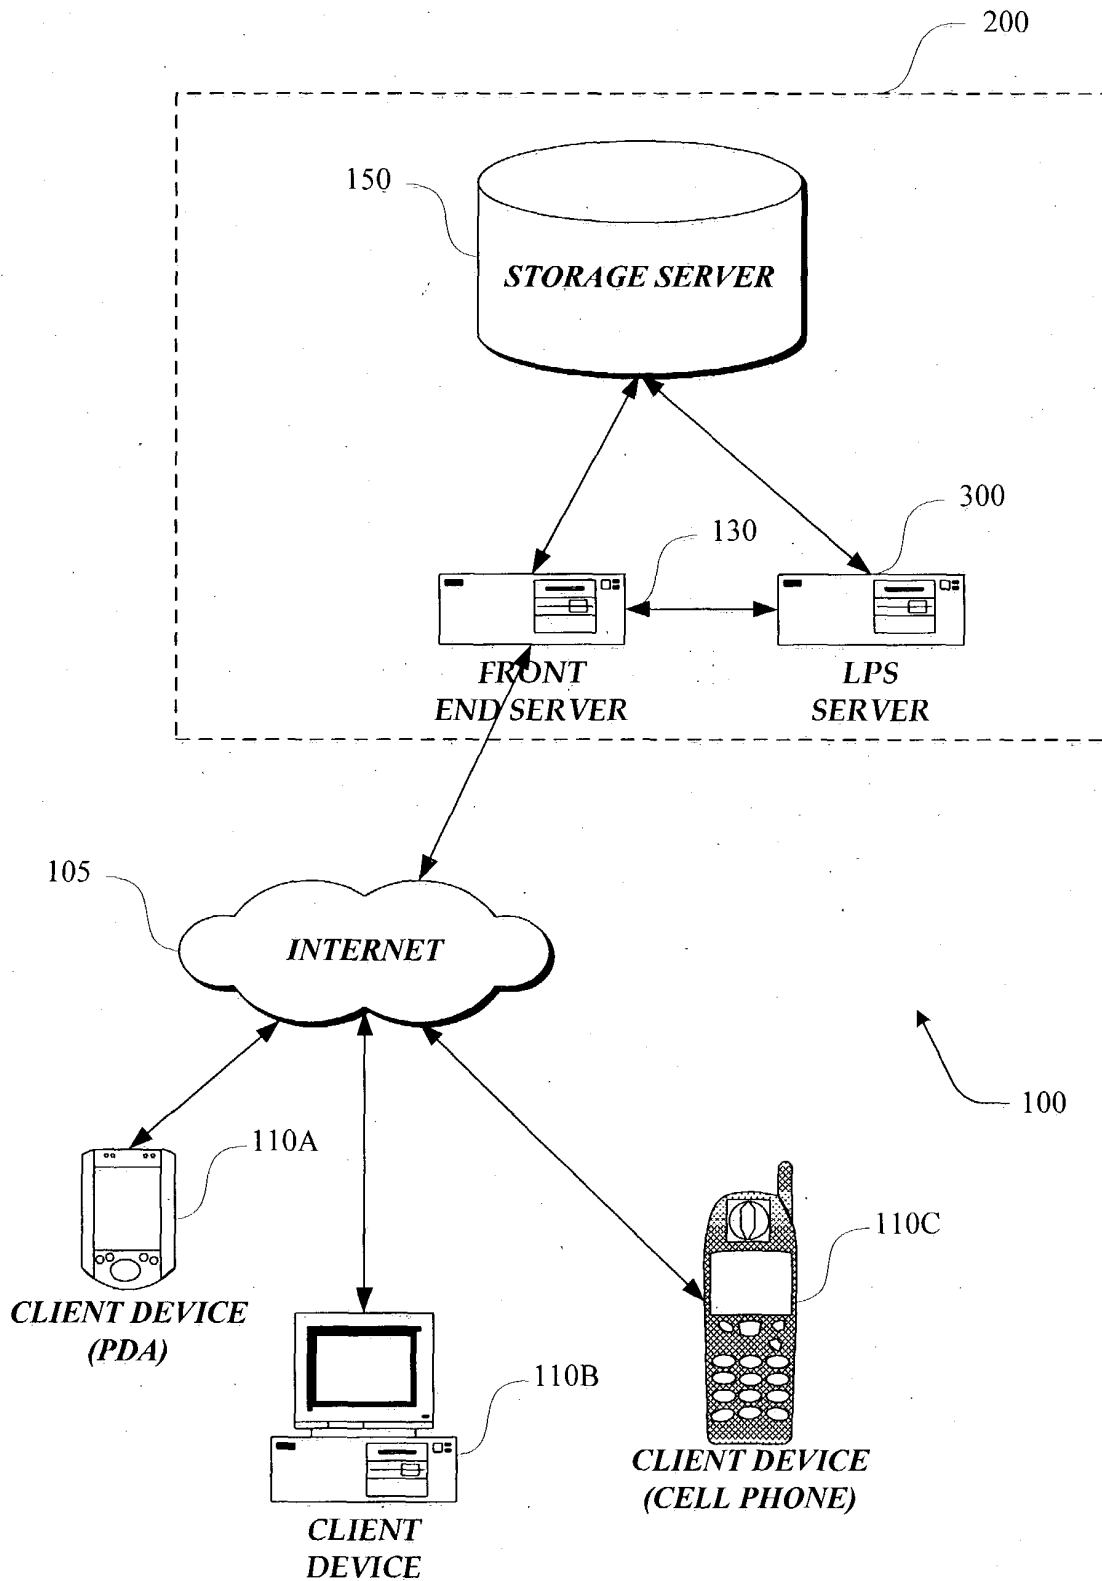 200
150
STORAGE SERVER
300
130
FRONT
END SERVER
LPS
SERVER
105
INTERNET
100
110A
110C
CLIENT DEVICE
(PDA)
110B
CLIENT DEVICE
(CELL PHONE)
CLIENT
DEVICE